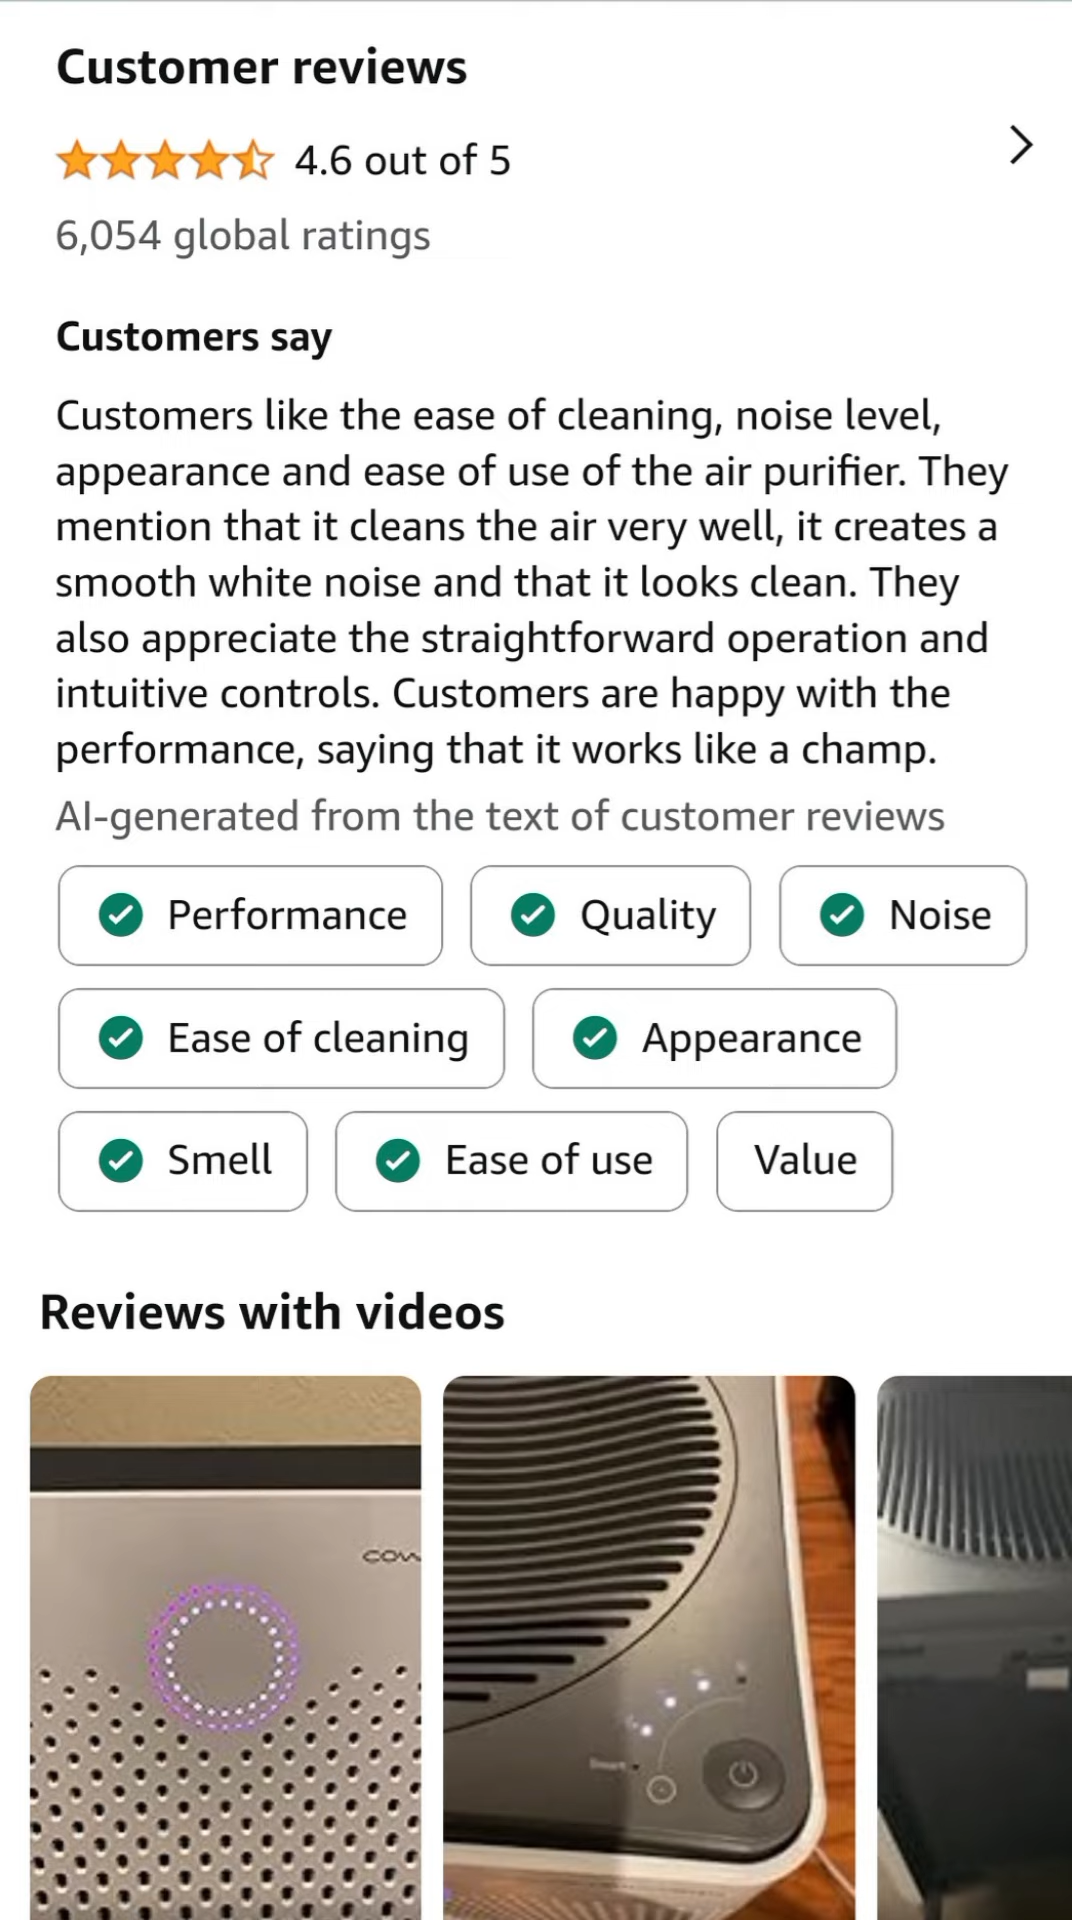 Customer reviews
4.6 out of 5
6,054 global ratings
Customers say
Customers like the ease of cleaning, noise level,
appearance and ease of use of the air purifier. They
mention that it cleans the air very well, it creates a
smooth white noise and that it looks clean. They
also appreciate the straightforward operation and
intuitive controls. Customers are happy with the
performance, saying that it works like a champ.
AI-generated from the text of customer reviews
Performance Quality Noise
Ease of cleaning Appearance
Smell Ease of use Value
Reviews with videos
cow